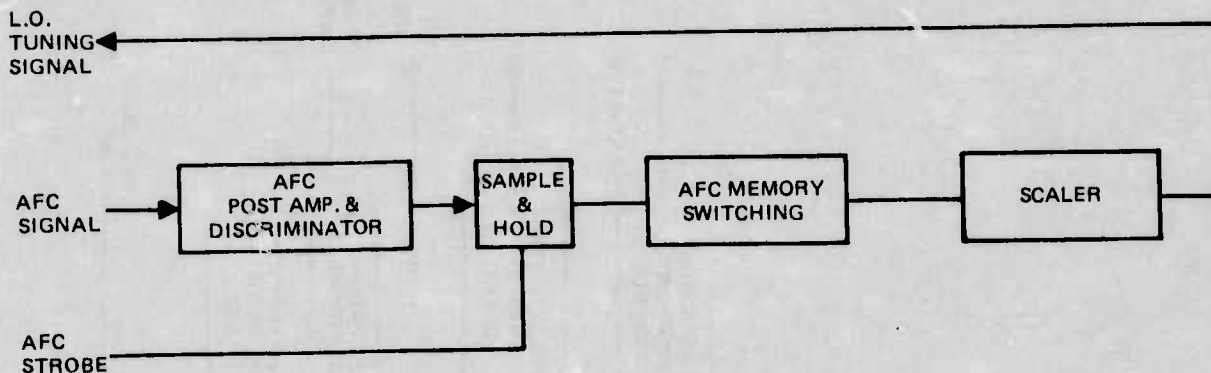 L.O.
TUNING
SIGNAL
AFC
SIGNAL
AFC
POST AMP. &
DISCRIMINATOR
SAMPLE
&
HOLD
AFC MEMORY
SWITCHING
SCALER
AFC
STROBE